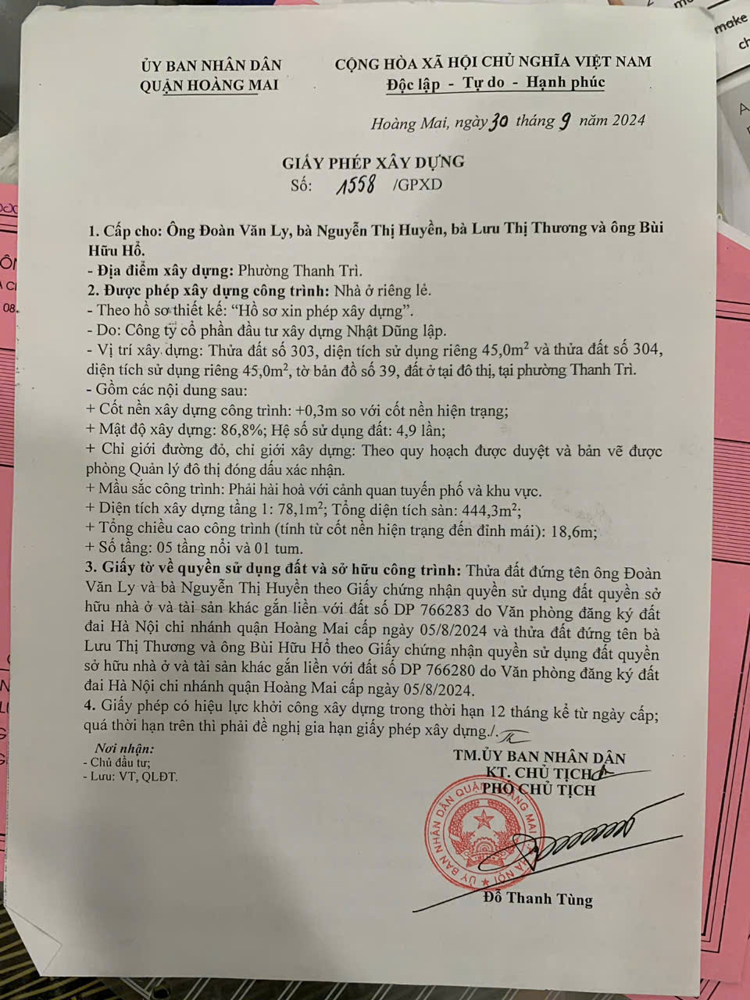 ỦY BAN NHÂN DÂN
QUẬN HOÀNG MAI
CỘNG HÒA XÃ HỘI CHỦ NGHĨA VIỆT NAM
Độc lập - Tự do - Hạnh phúc
Hoàng Mai, ngày 30 tháng 9 năm 2024
GIẤY PHÉP XÂY DỰNG
Số: 1558 /GPXD
1. Cấp cho: Ông Đoàn Văn Ly, bà Nguyễn Thị Huyền, bà Lưu Thị Thương và ông Bùi
Hữu Hổ.
- Địa điểm xây dựng: Phường Thanh Trì.
2. Được phép xây dựng công trình: Nhà ở riêng lẻ.
- Theo hồ sơ thiết kế: “Hồ sơ xin phép xây dựng”.
- Do: Công ty cổ phần đầu tư xây dựng Nhật Dũng lập.
- Vị trí xây dựng: Thửa đất số 303, diện tích sử dụng riêng 45,0m² và thửa đất số 304,
diện tích sử dụng riêng 45,0m², tờ bản đồ số 39, đất ở tại đô thị, tại phường Thanh Trì.
- Gồm các nội dung sau:
+ Cốt nền xây dựng công trình: +0,3m so với cốt nền hiện trạng;
+ Mật độ xây dựng: 86,8%; Hệ số sử dụng đất: 4,9 lần;
+ Chỉ giới đường đỏ, chỉ giới xây dựng: Theo quy hoạch được duyệt và bản vẽ được
phòng Quản lý đô thị đóng dấu xác nhận.
+ Mầu sắc công trình: Phải hài hoà với cảnh quan tuyến phố và khu vực.
+ Diện tích xây dựng tầng 1: 78,1m²; Tổng diện tích sàn: 444,3m²;
+ Tổng chiều cao công trình (tính từ cốt nền hiện trạng đến đỉnh mái): 18,6m;
+ Số tầng: 05 tầng nổi và 01 tum.
3. Giấy tờ về quyền sử dụng đất và sở hữu công trình: Thửa đất đứng tên ông Đoàn
Văn Ly và bà Nguyễn Thị Huyền theo Giấy chứng nhận quyền sử dụng đất quyền sở
hữu nhà ở và tài sản khác gắn liền với đất số DP 766283 do Văn phòng đăng ký đất
đai Hà Nội chi nhánh quận Hoàng Mai cấp ngày 05/8/2024 và thửa đất đứng tên bà
Lưu Thị Thương và ông Bùi Hữu Hổ theo Giấy chứng nhận quyền sử dụng đất quyền
sở hữu nhà ở và tài sản khác gắn liền với đất số DP 766280 do Văn phòng đăng ký đất
đai Hà Nội chi nhánh quận Hoàng Mai cấp ngày 05/8/2024.
4. Giấy phép có hiệu lực khởi công xây dựng trong thời hạn 12 tháng kể từ ngày cấp;
quá thời hạn trên thì phải đề nghị gia hạn giấy phép xây dựng./.
Nơi nhận:
- Chủ đầu tư;
- Lưu: VT, QLĐT.
TM.ỦY BAN NHÂN DÂN
KT. CHỦ TỊCH
PHÓ CHỦ TỊCH
ỦY BAN NHÂN DÂN QUẬN HOÀNG MAI
HÀ NỘI
Đỗ Thanh Tùng
make